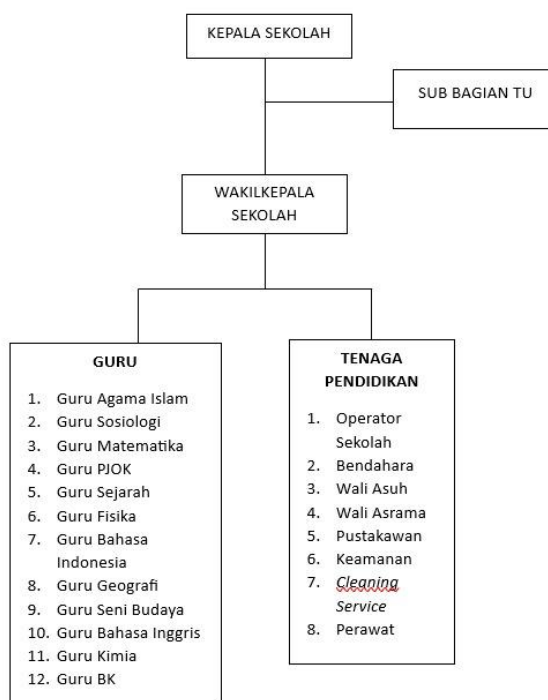 KEPALA SEKOLAH
SUB BAGIAN TU
WAKILKEPALA
SEKOLAH
GURU
1. Guru Agama Islam
2. Guru Sosiologi
3. Guru Matematika
4. Guru PJOK
5. Guru Sejarah
6. Guru Fisika
7. Guru Bahasa
Indonesia
8. Guru Geografi
9. Guru Seni Budaya
10. Guru Bahasa Inggris
11. Guru Kimia
12. Guru BK
TENAGA
PENDIDIKAN
1. Operator
Sekolah
2. Bendahara
3. Wali Asuh
4. Wali Asrama
5. Pustakawan
6. Keamanan
7. Cleaning
Service
8. Perawat